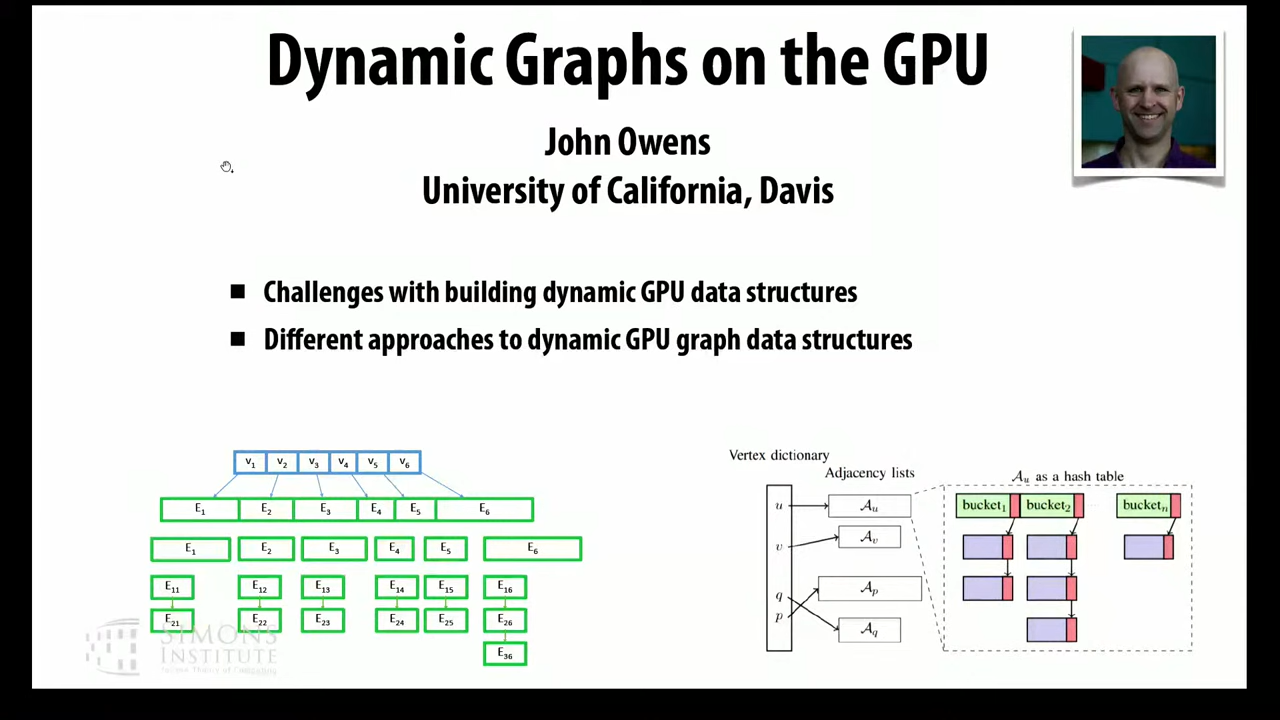 Dynamic Graphs on the GPU
John Owens
University of California, Davis
■ Challenges with building dynamic GPU data structures
■ Different approaches to dynamic GPU graph data structures
V1 V2 V3 V4 V5 V6
E1 E2 E3 E4 E5 E6
E1 E2 E3 E4 E5 E6
E11 E12 E13 E14 E15 E16
E21 E22 E23 E24 E25 E26
E36
Vertex dictionary
Adjacency lists
𝒜u as a hash table
u 𝒜u bucket1 bucket2 bucketn
v 𝒜v
q 𝒜p
p 𝒜q
SIMONS
INSTITUTE